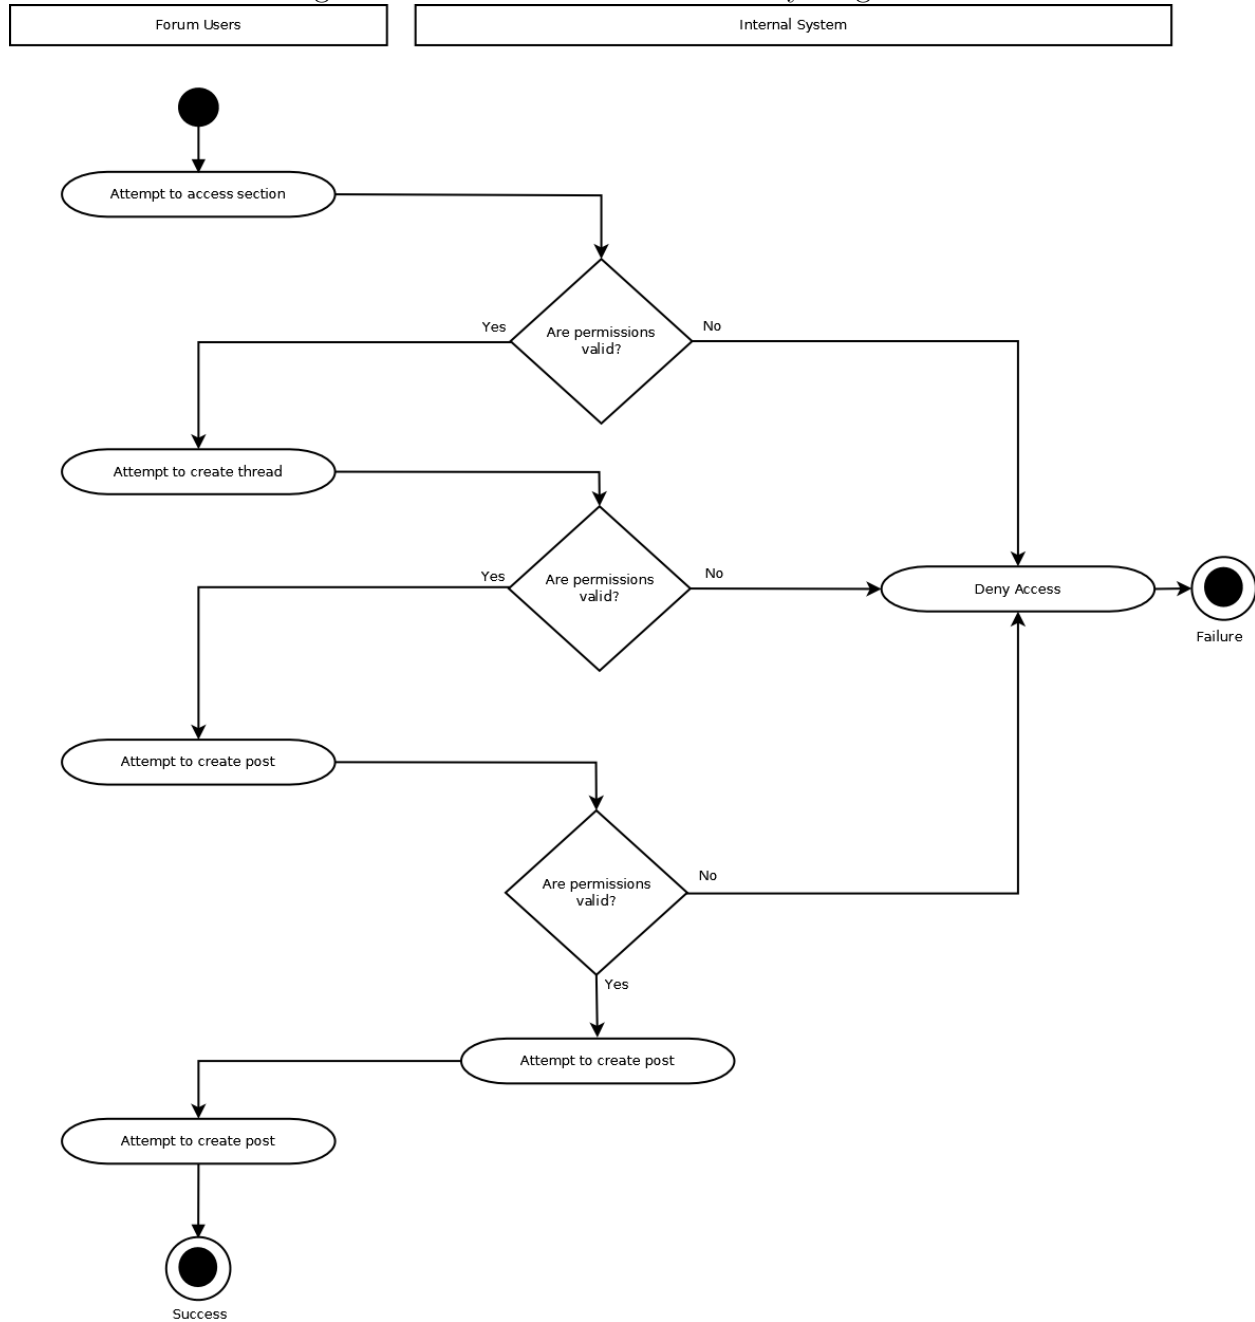 Forum Users
Internal System
Attempt to access section
Are permissions
valid?
Yes
No
Attempt to create thread
Are permissions
valid?
Yes
No
Deny Access
Failure
Attempt to create post
Are permissions
valid?
No
Yes
Attempt to create post
Attempt to create post
Success